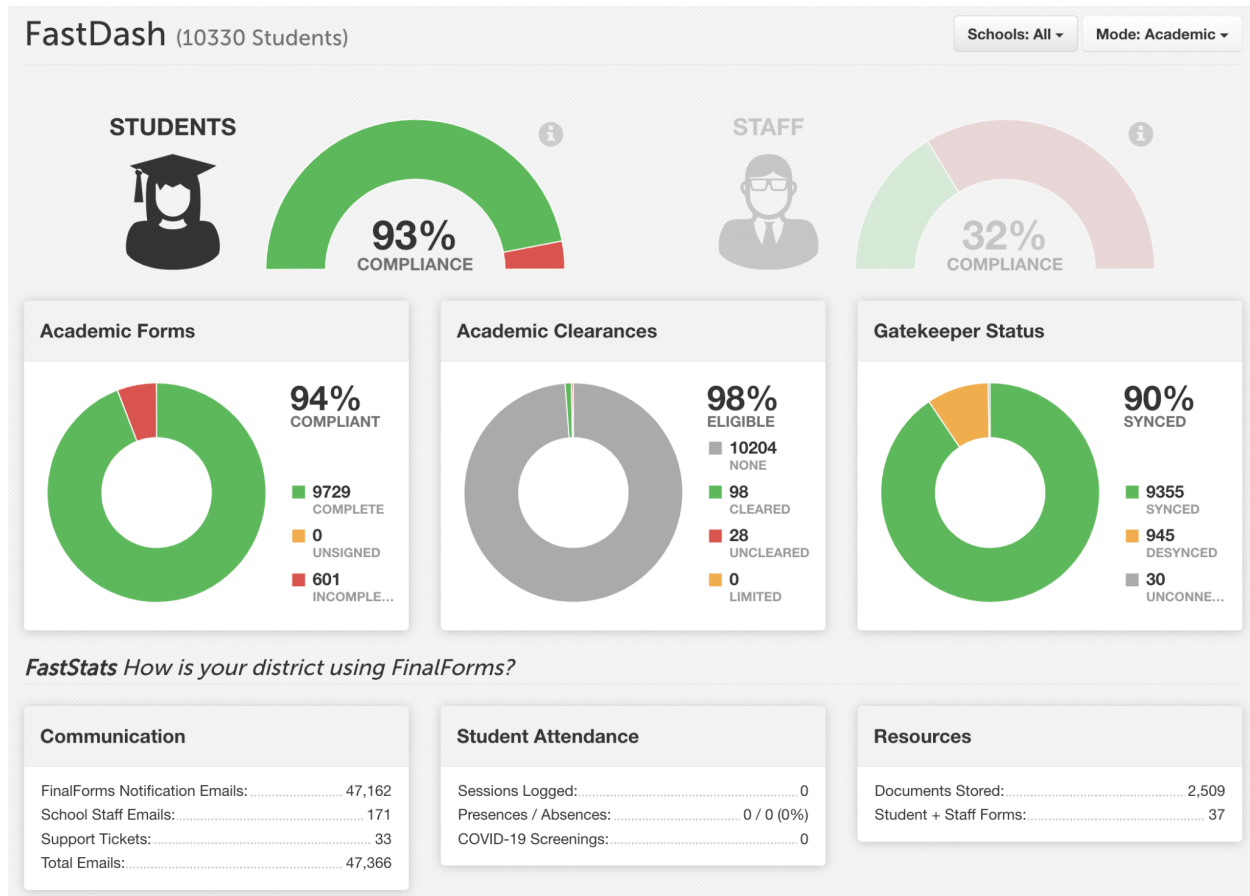 FastDash (10330 Students)
Schools: All
Mode: Academic
STUDENTS
93%
COMPLIANCE
STAFF
32%
COMPLIANCE
Academic Forms
94%
COMPLIANT
9729
COMPLETE
0
UNSIGNED
601
INCOMPLE...
Academic Clearances
98%
ELIGIBLE
10204
NONE
98
CLEARED
28
UNCLEARED
0
LIMITED
Gatekeeper Status
90%
SYNCED
9355
SYNCED
945
DESYNCED
30
UNCONNE...
FastStats How is your district using FinalForms?
Communication
FinalForms Notification Emails: 47,162
School Staff Emails: 171
Support Tickets: 33
Total Emails: 47,366
Student Attendance
Sessions Logged: 0
Presences / Absences: 0 / 0 (0%)
COVID-19 Screenings: 0
Resources
Documents Stored: 2,509
Student + Staff Forms: 37